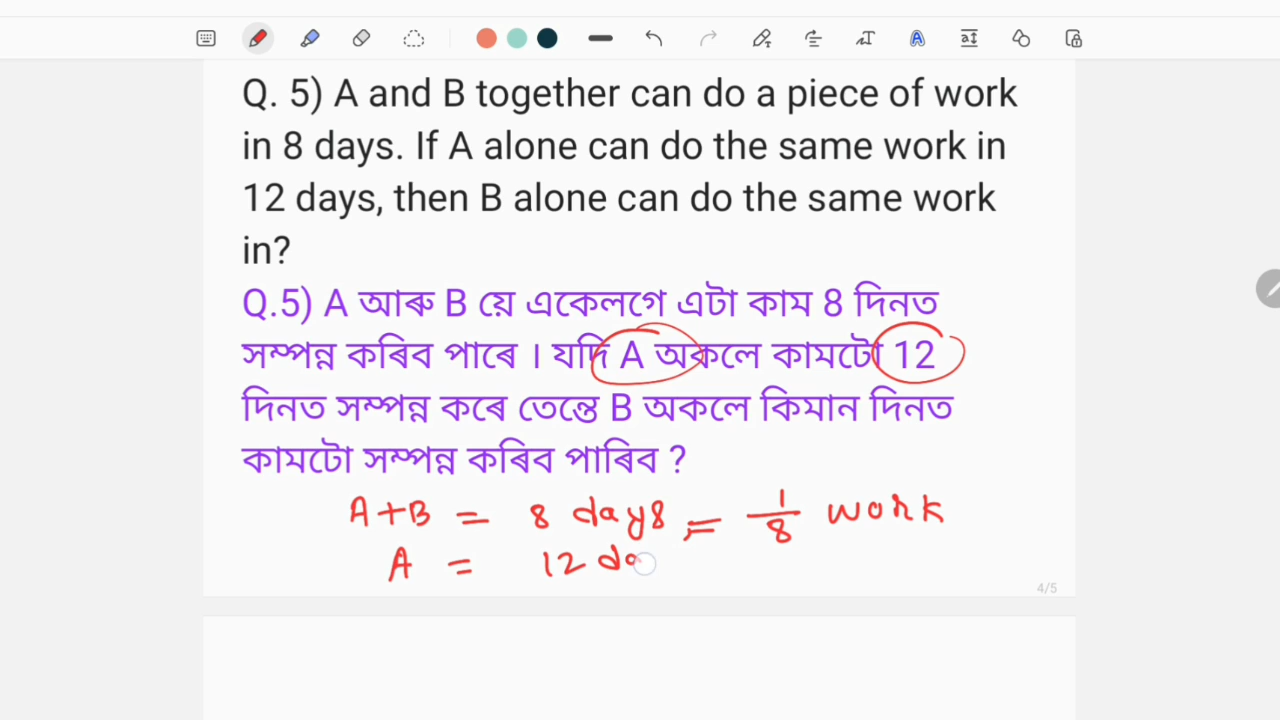 Q. 5) A and B together can do a piece of work
in 8 days. If A alone can do the same work in
12 days, then B alone can do the same work
in?
Q.5) A আৰু B য়ে একেলগে এটা কাম 8 দিনত
সম্পন্ন কৰিব পাৰে । যদি A অকলে কামটো 12
দিনত সম্পন্ন কৰে তেন্তে B অকলে কিমান দিনত
কামটো সম্পন্ন কৰিব পাৰিব ?
A+B = 8 days = 1/8 work
A = 12 da
4/5